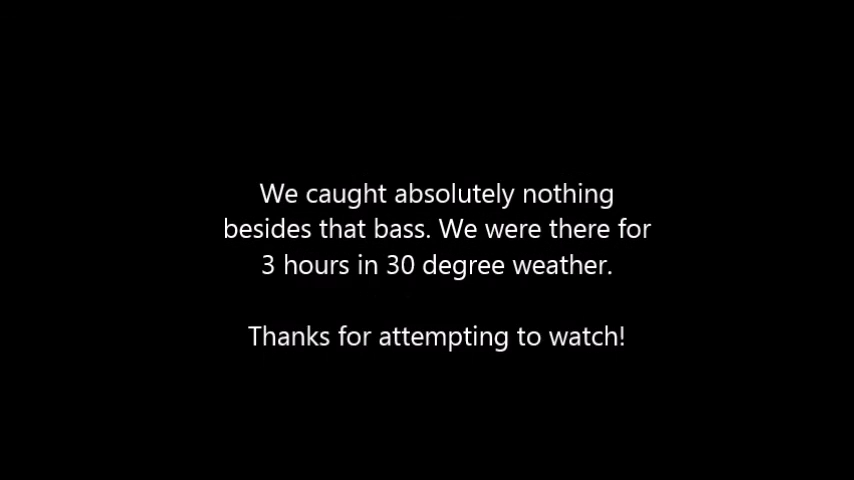 We caught absolutely nothing
besides that bass. We were there for
3 hours in 30 degree weather.
Thanks for attempting to watch!